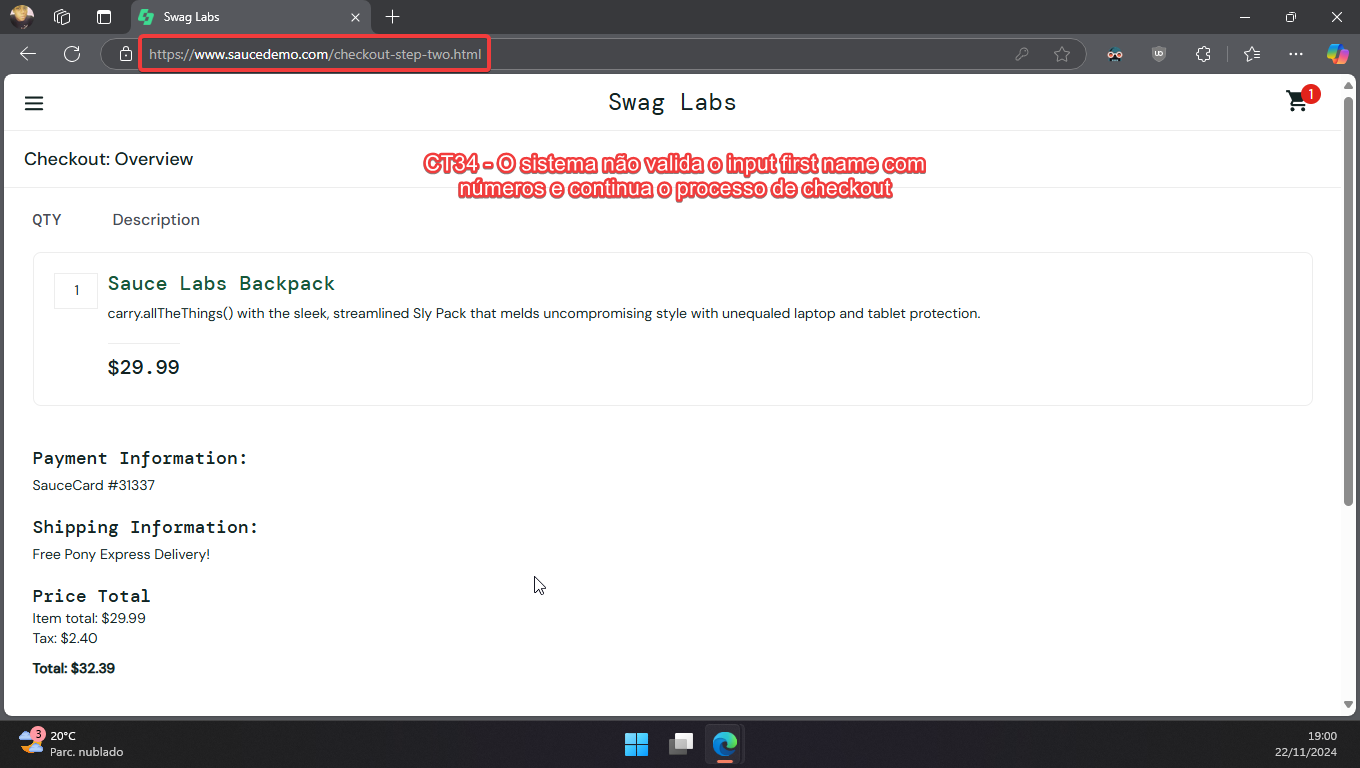 Swag Labs
https://www.saucedemo.com/checkout-step-two.html
UD
Swag Labs
1
Checkout: Overview
CT34 - O sistema não valida o input first name com
números e continua o processo de checkout
QTY Description
1
Sauce Labs Backpack
carry.allTheThings() with the sleek, streamlined Sly Pack that melds uncompromising style with unequaled laptop and tablet protection.
$29.99
Payment Information:
SauceCard #31337
Shipping Information:
Free Pony Express Delivery!
Price Total
Item total: $29.99
Tax: $2.40
Total: $32.39
3
20°C
Parc. nublado
19:00
22/11/2024